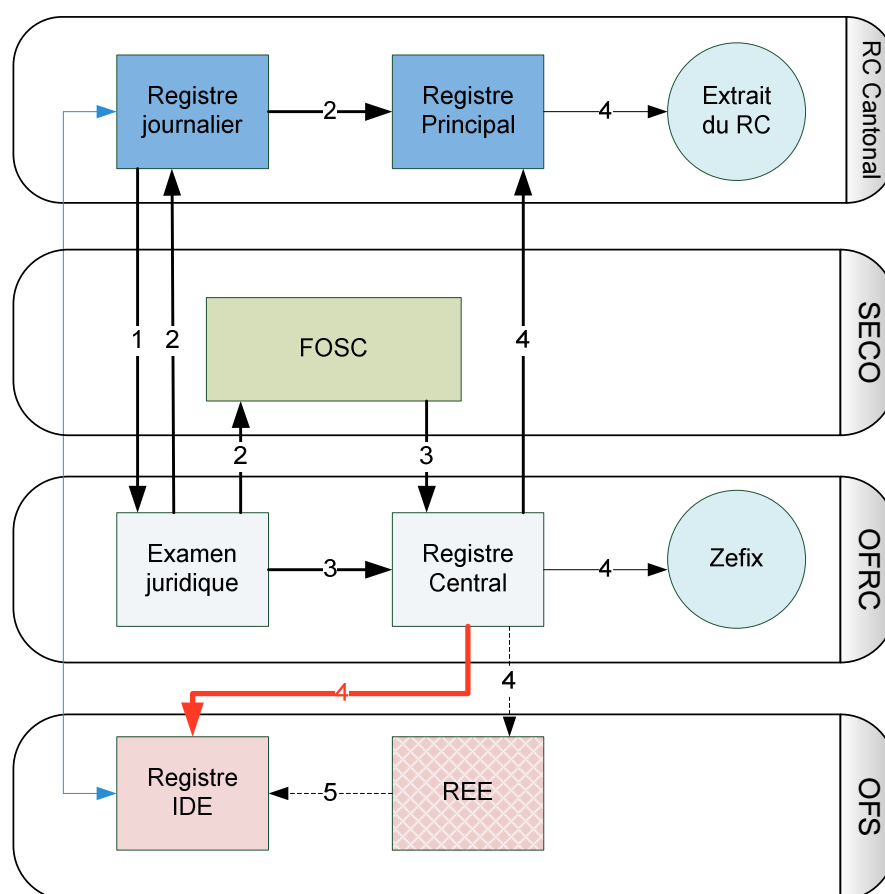 Registre
journalier
2
Registre
Principal
4
Extrait
du RC
RC Cantonal
1
2
4
FOSC
SECO
2
3
Examen
juridique
3
Registre
Central
4
Zefix
OFRC
4
4
Registre
IDE
5
REE
OFS